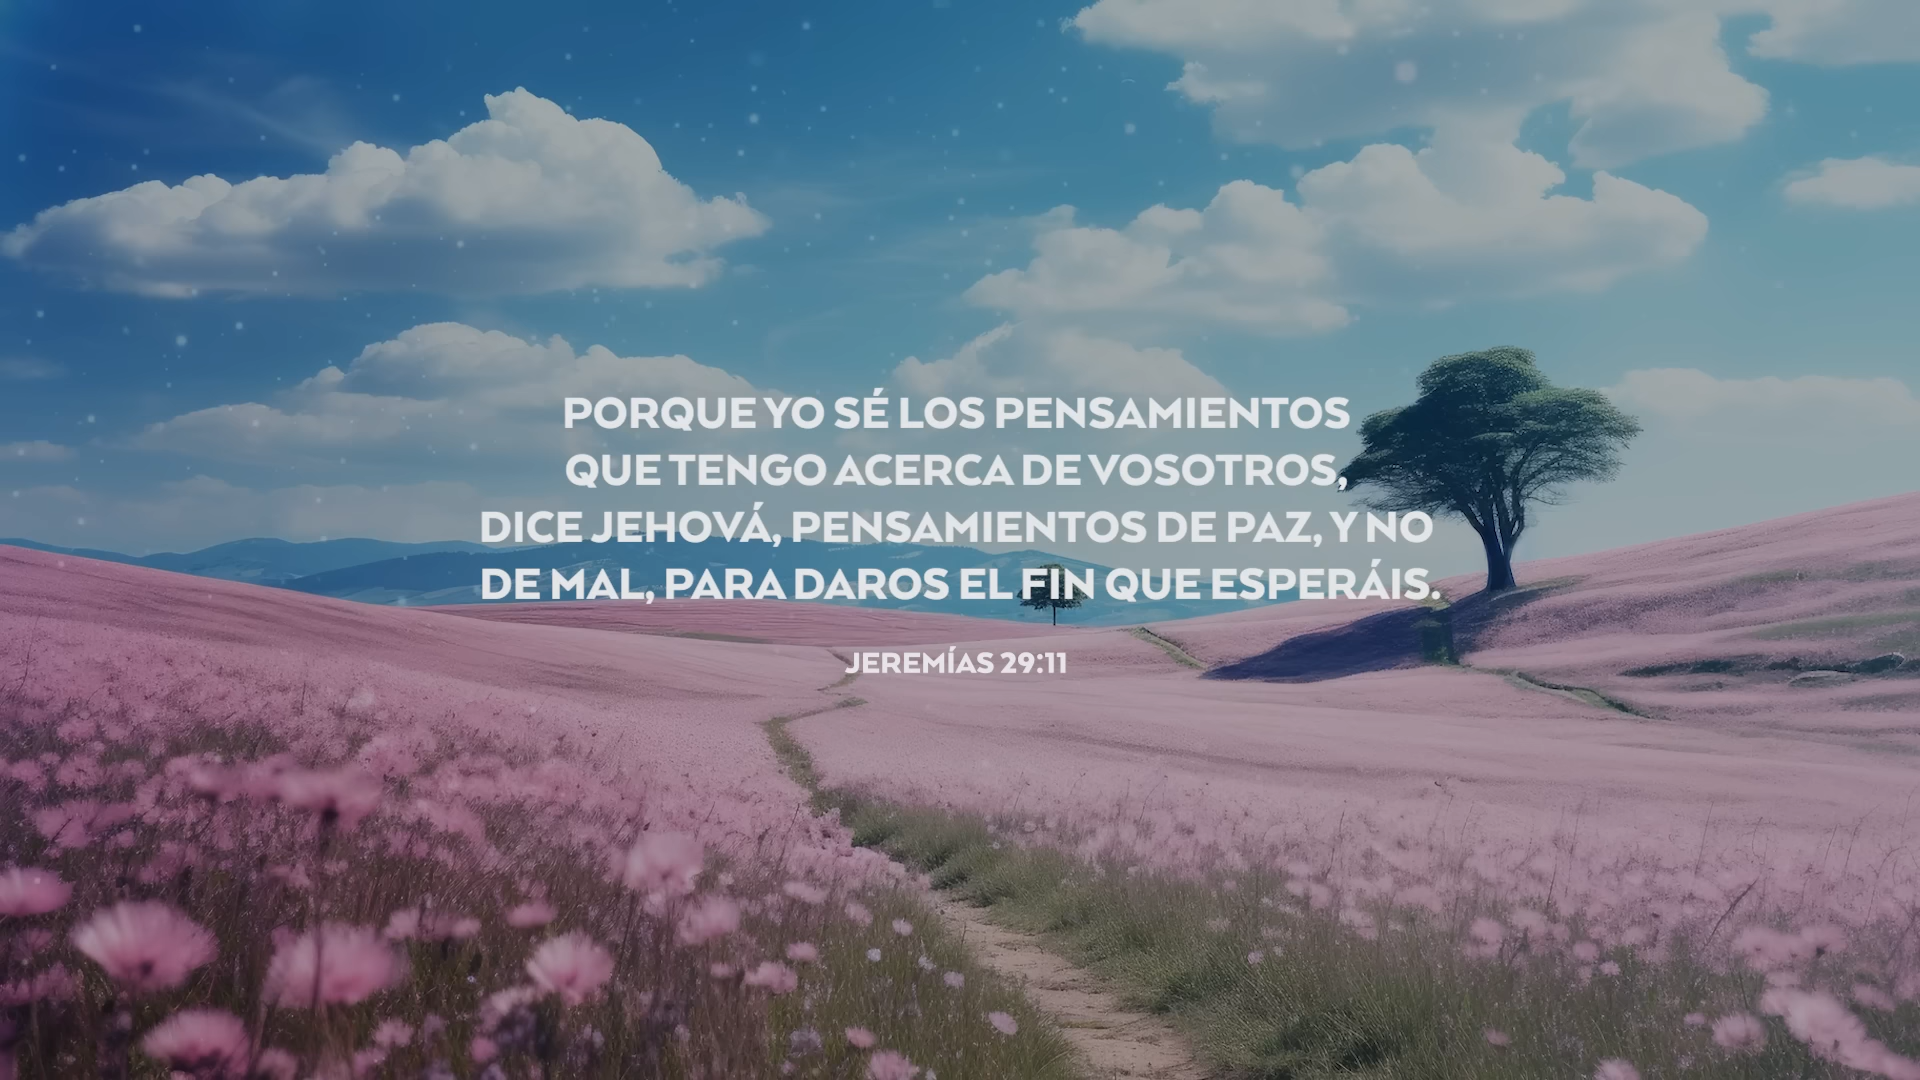 PORQUE YO SÉ LOS PENSAMIENTOS
QUE TENGO ACERCA DE VOSOTROS,
DICE JEHOVÁ, PENSAMIENTOS DE PAZ, Y NO
DE MAL, PARA DAROS EL FIN QUE ESPERÁIS.
JEREMÍAS 29:11